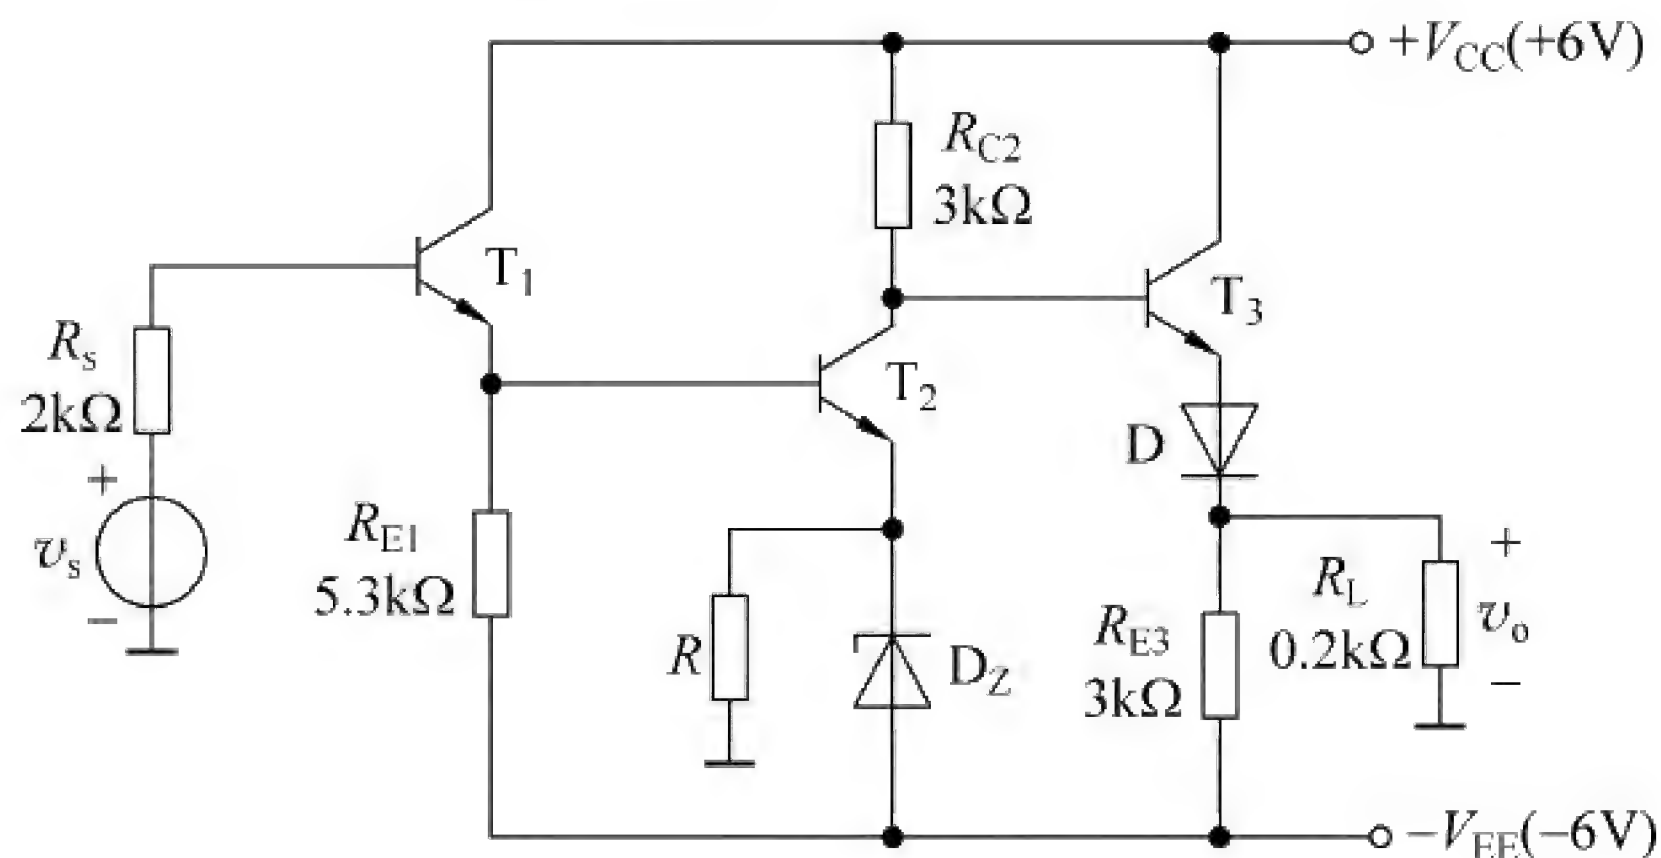 +V_CC(+6V)
R_C2
3kΩ
T_1
T_3
R_s
2kΩ
T_2
D
+
v_s
−
R_E1
5.3kΩ
R
D_Z
R_E3
3kΩ
R_L
0.2kΩ
+
v_o
−
−V_EE(−6V)